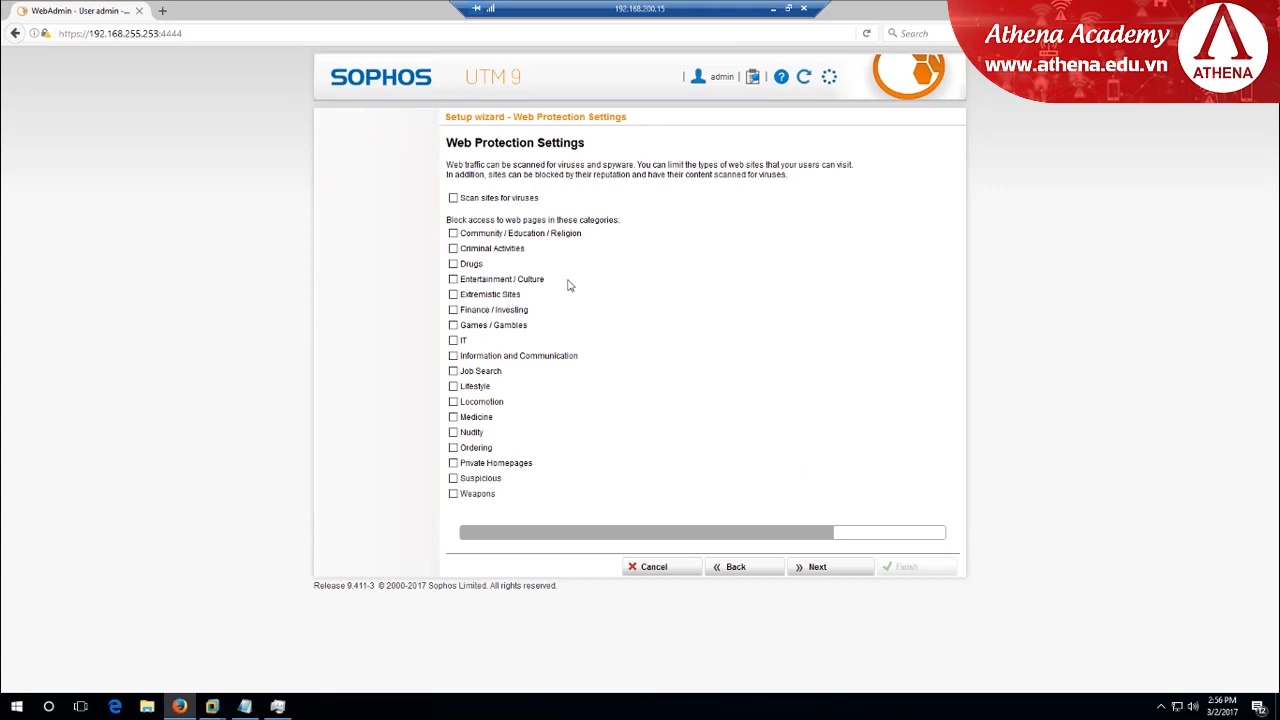 WebAdmin - User admin -...
192.168.200.15
https://192.168.255.253:4444
Search
Athena Academy
www.athena.edu.vn
ATHENA
SOPHOS
UTM 9
admin
Setup wizard - Web Protection Settings
Web Protection Settings
Web traffic can be scanned for viruses and spyware. You can limit the types of web sites that your users can visit.
In addition, sites can be blocked by their reputation and have their content scanned for viruses.
Scan sites for viruses
Block access to web pages in these categories:
Community / Education / Religion
Criminal Activities
Drugs
Entertainment / Culture
Extremistic Sites
Finance / Investing
Games / Gambles
IT
Information and Communication
Job Search
Lifestyle
Locomotion
Medicine
Nudity
Ordering
Private Homepages
Suspicious
Weapons
Cancel
Back
Next
Finish
Release 9.411-3 © 2000-2017 Sophos Limited. All rights reserved.
2:56 PM
3/2/2017